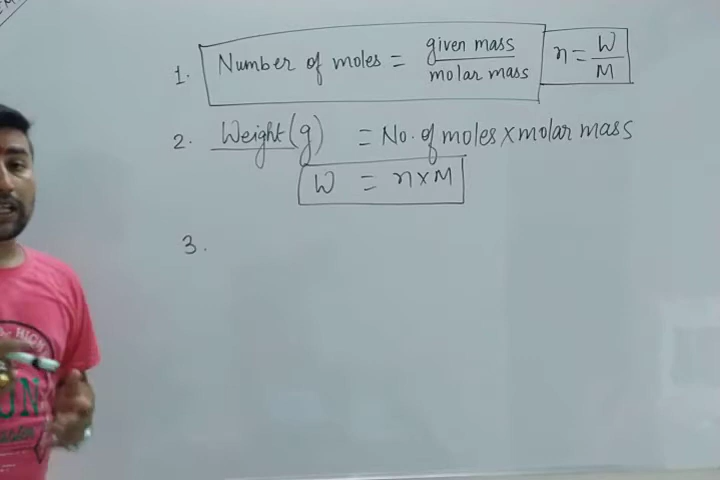 1. Number of moles = given mass / molar mass n = W / M
2. Weight(g) = No. of moles × molar mass
W = n × M
3.